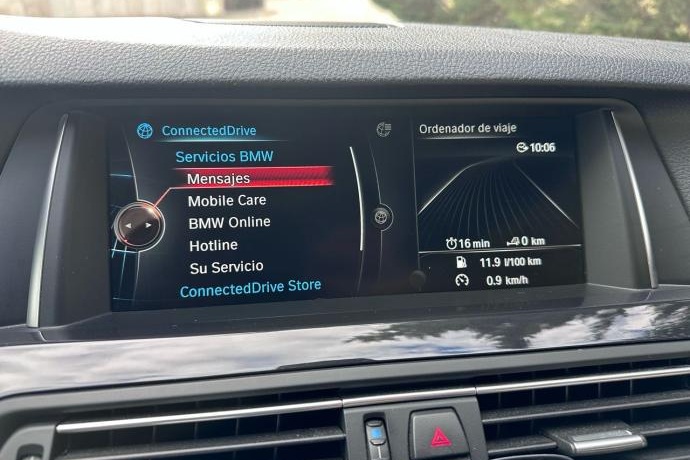 ConnectedDrive
Servicios BMW
Mensajes
Mobile Care
BMW Online
Hotline
Su Servicio
ConnectedDrive Store
Ordenador de viaje
10:06
16 min 0 km
11.9 l/100 km
0.9 km/h